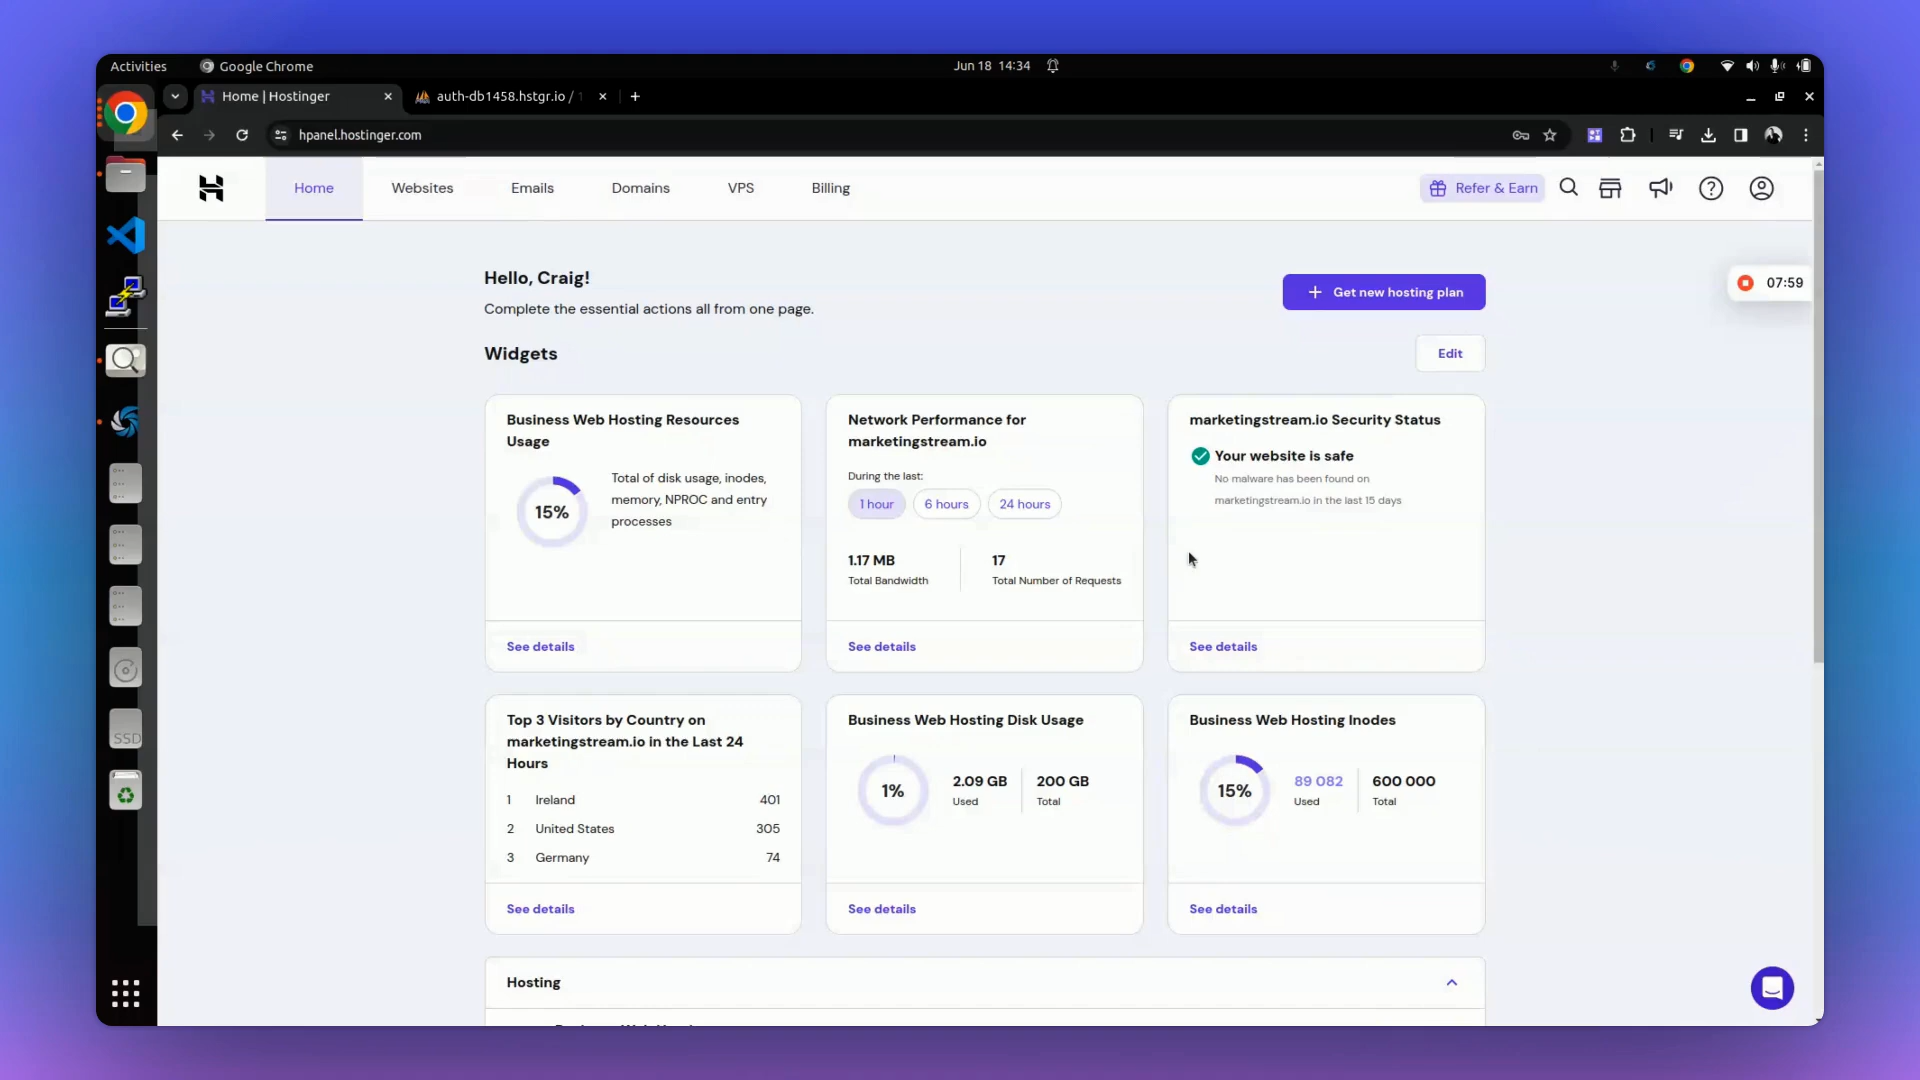 Activities
Google Chrome
Jun 18 14:34
Home | Hostinger
auth-db1458.hstgr.io /
hpanel.hostinger.com
Home
Websites
Emails
Domains
VPS
Billing
Refer & Earn
Hello, Craig!
Complete the essential actions all from one page.
Get new hosting plan
07:59
Widgets
Edit
Business Web Hosting Resources
Usage
15%
Total of disk usage, inodes,
memory, NPROC and entry
processes
See details
Network Performance for
marketingstream.io
During the last:
1 hour
6 hours
24 hours
1.17 MB
Total Bandwidth
17
Total Number of Requests
See details
marketingstream.io Security Status
Your website is safe
No malware has been found on
marketingstream.io in the last 15 days
See details
Top 3 Visitors by Country on
marketingstream.io in the Last 24
Hours
1 Ireland 401
2 United States 305
3 Germany 74
See details
Business Web Hosting Disk Usage
1%
2.09 GB
Used
200 GB
Total
See details
Business Web Hosting Inodes
15%
89 082
Used
600 000
Total
See details
SSD
Hosting